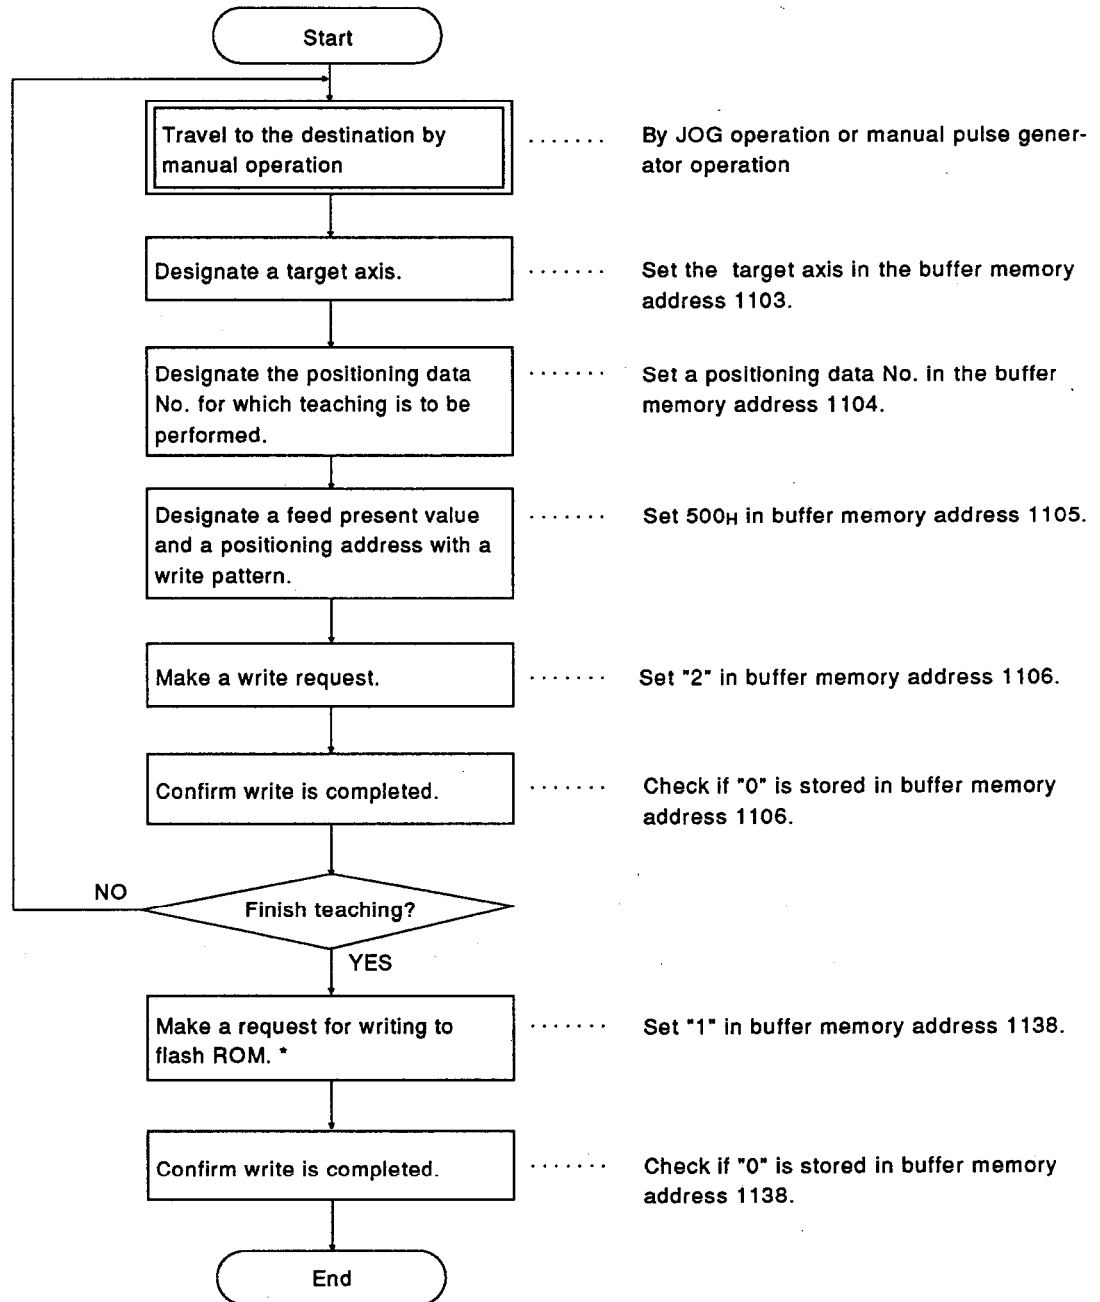 Start
Travel to the destination by
manual operation
.......
By JOG operation or manual pulse gener-
ator operation
Designate a target axis.
.......
Set the target axis in the buffer memory
address 1103.
Designate the positioning data
No. for which teaching is to be
performed.
.......
Set a positioning data No. in the buffer
memory address 1104.
Designate a feed present value
and a positioning address with a
write pattern.
.......
Set 500H in buffer memory address 1105.
Make a write request.
.......
Set "2" in buffer memory address 1106.
Confirm write is completed.
.......
Check if "0" is stored in buffer memory
address 1106.
NO
Finish teaching?
YES
Make a request for writing to
flash ROM. *
.......
Set "1" in buffer memory address 1138.
Confirm write is completed.
.......
Check if "0" is stored in buffer memory
address 1138.
End